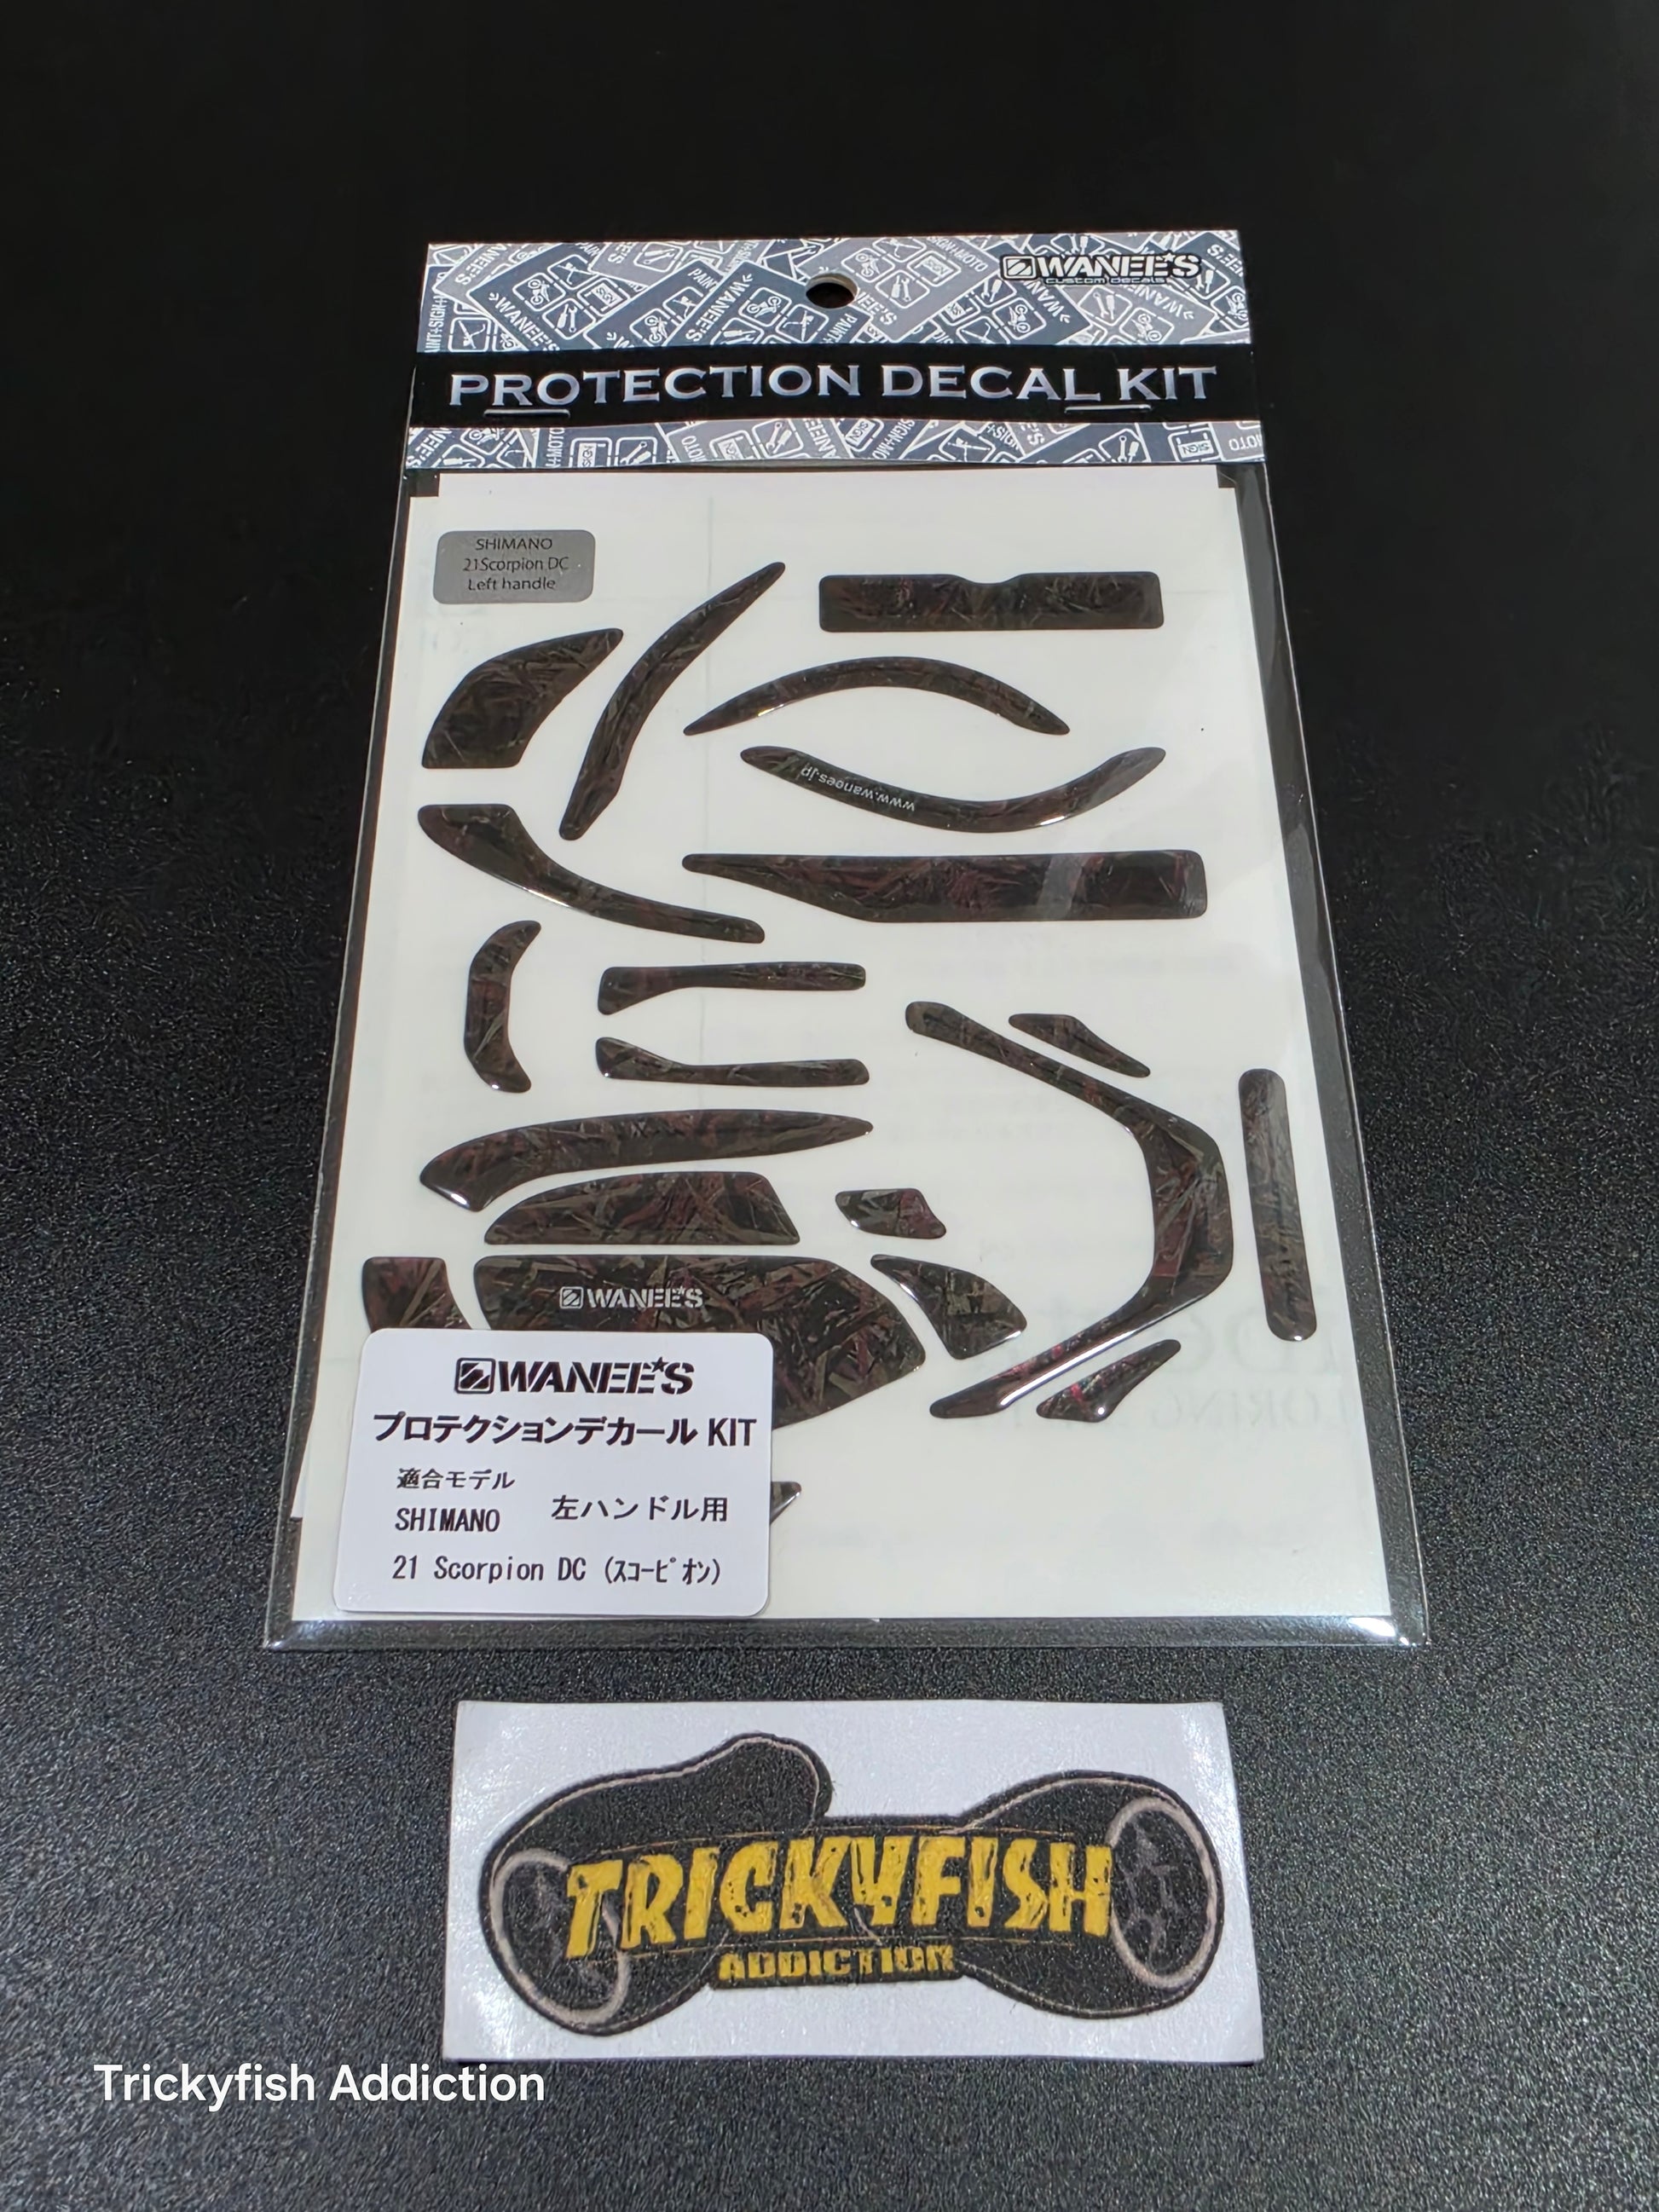 WANEE'S
custom decals
PROTECTION DECAL KIT
SHIMANO
21Scorpion DC
Left handle
www.wanees.jp
WANEE'S
WANEE'S
プロテクションデカール KIT
適合モデル
SHIMANO 左ハンドル用
21 Scorpion DC (ｽｺｰﾋﾟｵﾝ)
TRICKYFISH
ADDICTION
Trickyfish Addiction